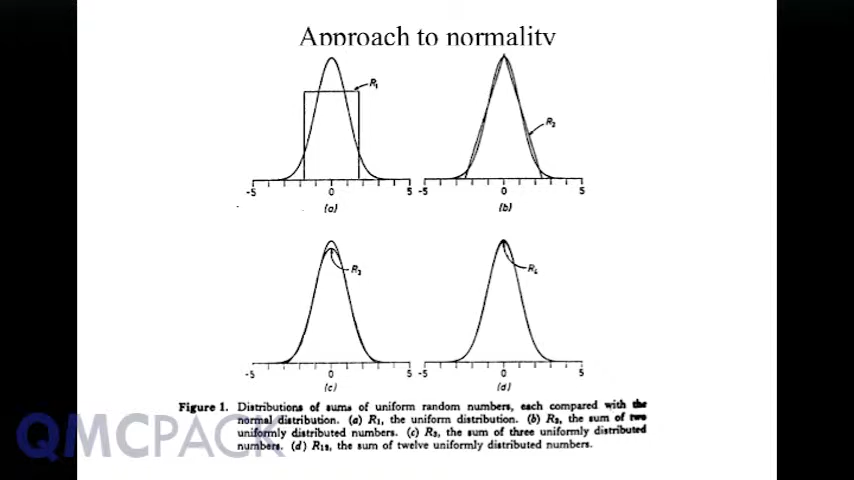 Approach to normality
R1
R2
-5 0 5 -5 0 5
(a) (b)
R3
-5 0 5 -5 0 5
(c) (d)
Figure 1. Distributions of sums of uniform random numbers, each compared with the
normal distribution. (a) R1, the uniform distribution. (b) R2, the sum of two
uniformly distributed numbers. (c) R3, the sum of three uniformly distributed
numbers. (d) R12, the sum of twelve uniformly distributed numbers.
QMCPACK